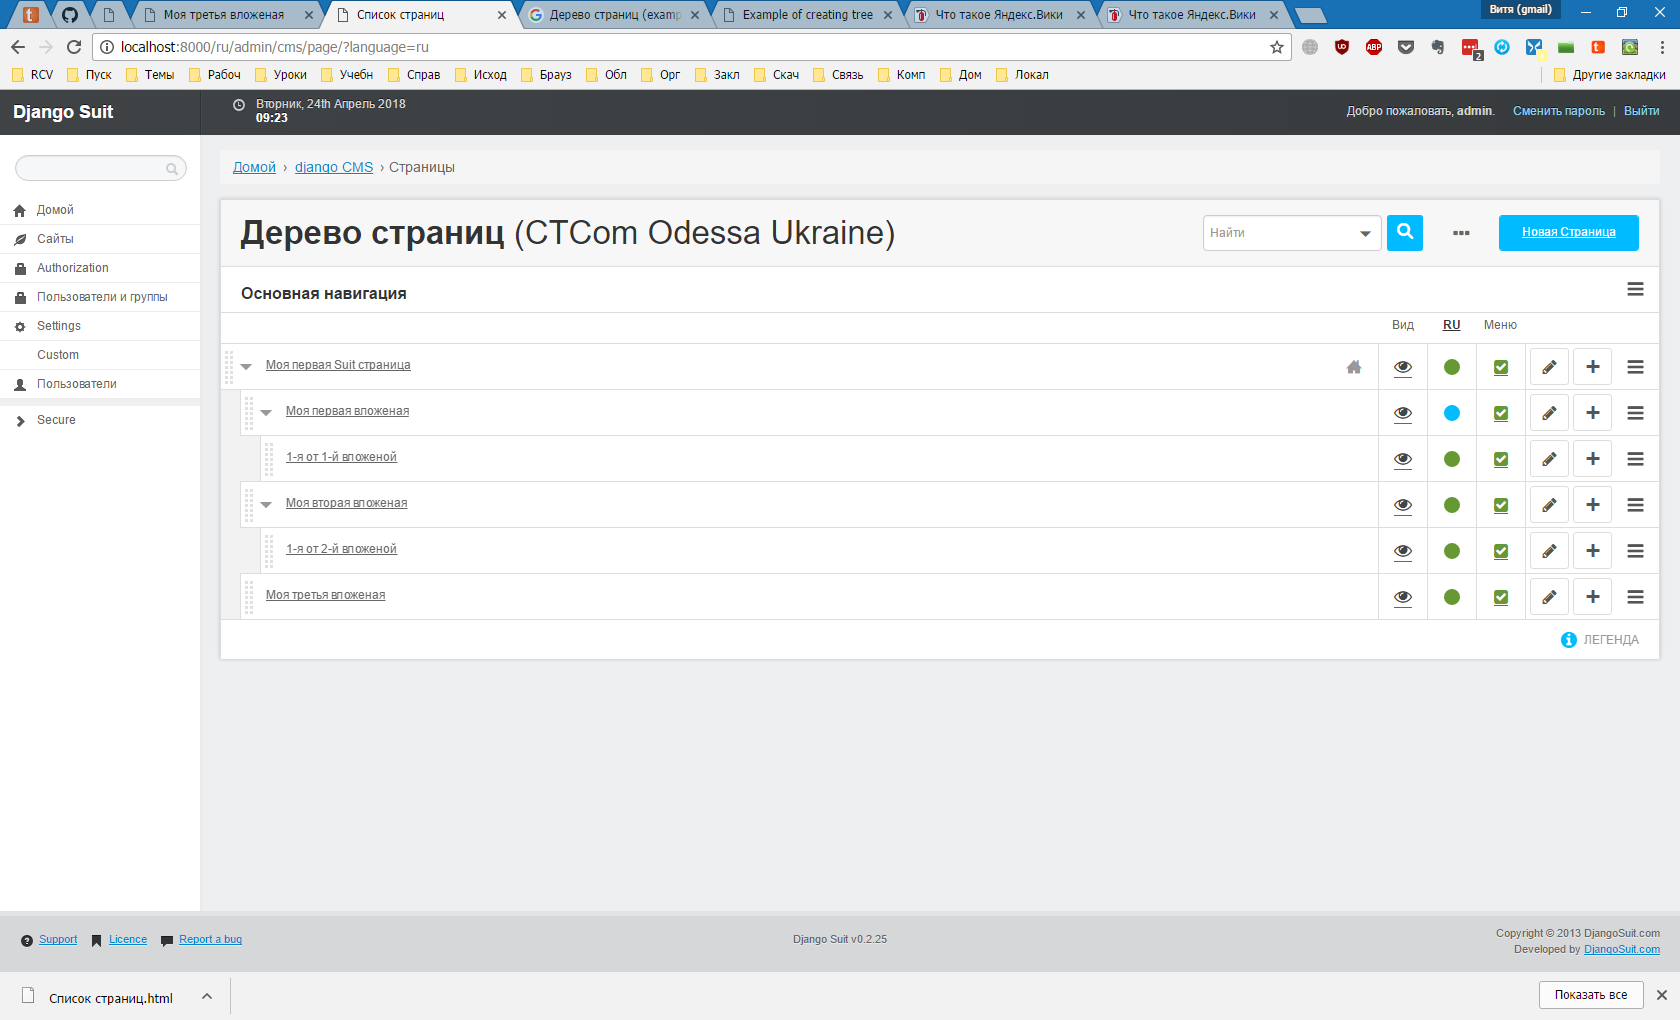 Витя (gmail)
Моя третья вложеная
Список страниц
Дерево страниц (examp
Example of creating tree
Что такое Яндекс.Вики
Что такое Яндекс.Вики
localhost:8000/ru/admin/cms/page/?language=ru
ABP
2
RCV Пуск Темы Рабоч Уроки Учебн Справ Исход Брауз Обл Орг Закл Скач Связь Комп Дом Локал Другие закладки
Django Suit
Вторник, 24th Апрель 2018
09:23
Добро пожаловать, admin. Сменить пароль | Выйти
Домой › django CMS › Страницы
Домой
Сайты
Authorization
Пользователи и группы
Settings
Custom
Пользователи
Secure
Дерево страниц (CTCom Odessa Ukraine)
Найти
Новая Страница
Основная навигация
Вид RU Меню
Моя первая Suit страница
Моя первая вложеная
1-я от 1-й вложеной
Моя вторая вложеная
1-я от 2-й вложеной
Моя третья вложеная
ЛЕГЕНДА
Support Licence Report a bug
Django Suit v0.2.25
Copyright © 2013 DjangoSuit.com
Developed by DjangoSuit.com
Список страниц.html
Показать все